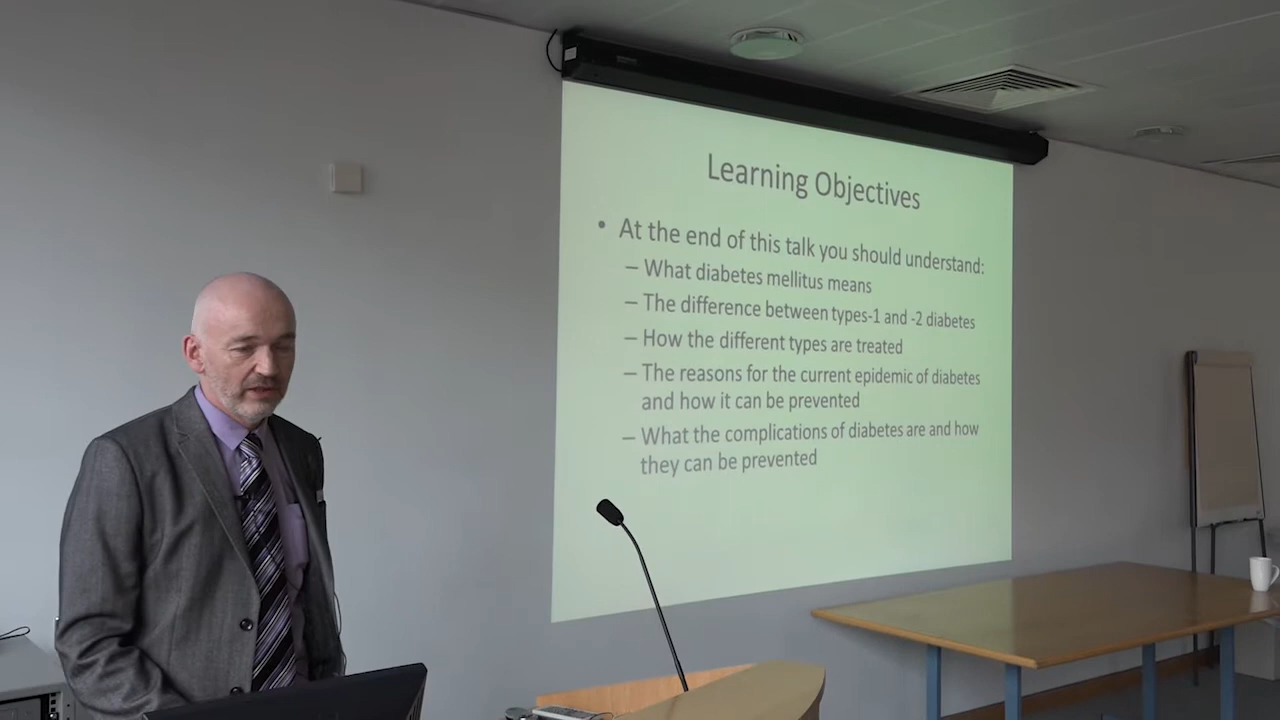 Learning Objectives
• At the end of this talk you should understand:
– What diabetes mellitus means
– The difference between types-1 and -2 diabetes
– How the different types are treated
– The reasons for the current epidemic of diabetes
and how it can be prevented
– What the complications of diabetes are and how
they can be prevented